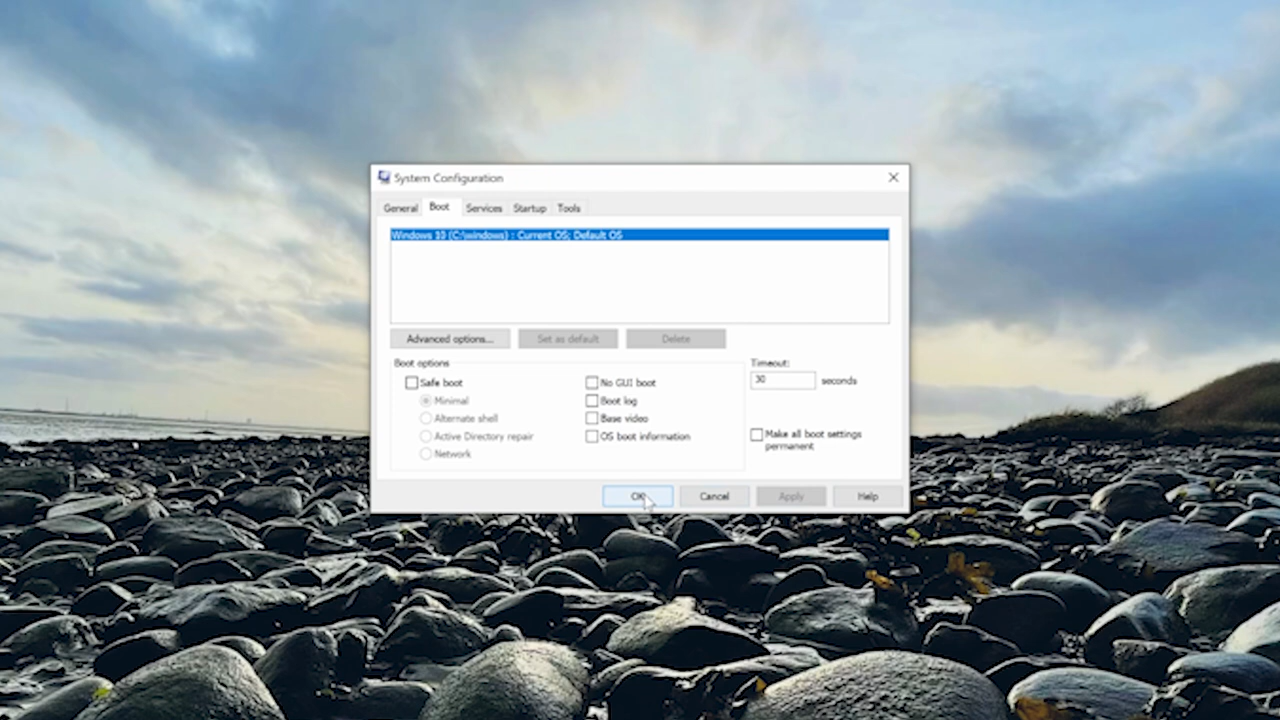 System Configuration
General Boot Services Startup Tools
Windows 10 (C:\windows) : Current OS; Default OS
Advanced options... Set as default Delete
Boot options
Safe boot
Minimal
Alternate shell
Active Directory repair
Network
No GUI boot
Boot log
Base video
OS boot information
Timeout:
30 seconds
Make all boot settings
permanent
OK Cancel Apply Help